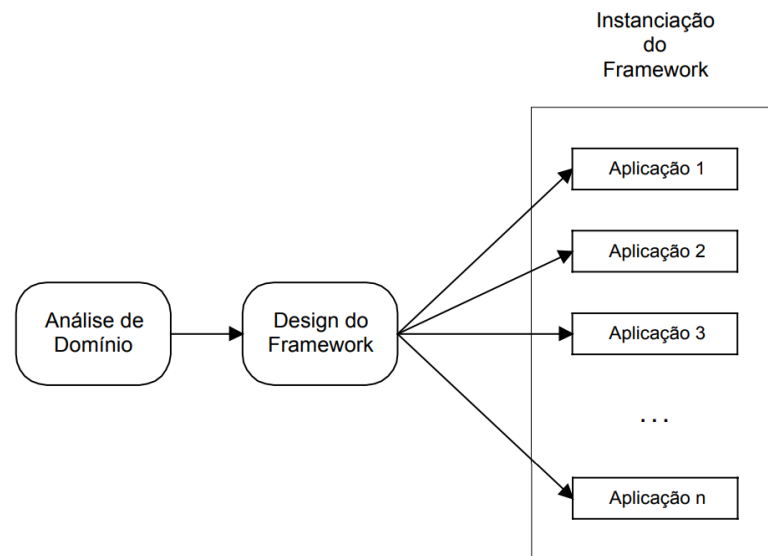 Instanciação
do
Framework
Aplicação 1
Aplicação 2
Análise de
Domínio
Design do
Framework
Aplicação 3
. . .
Aplicação n